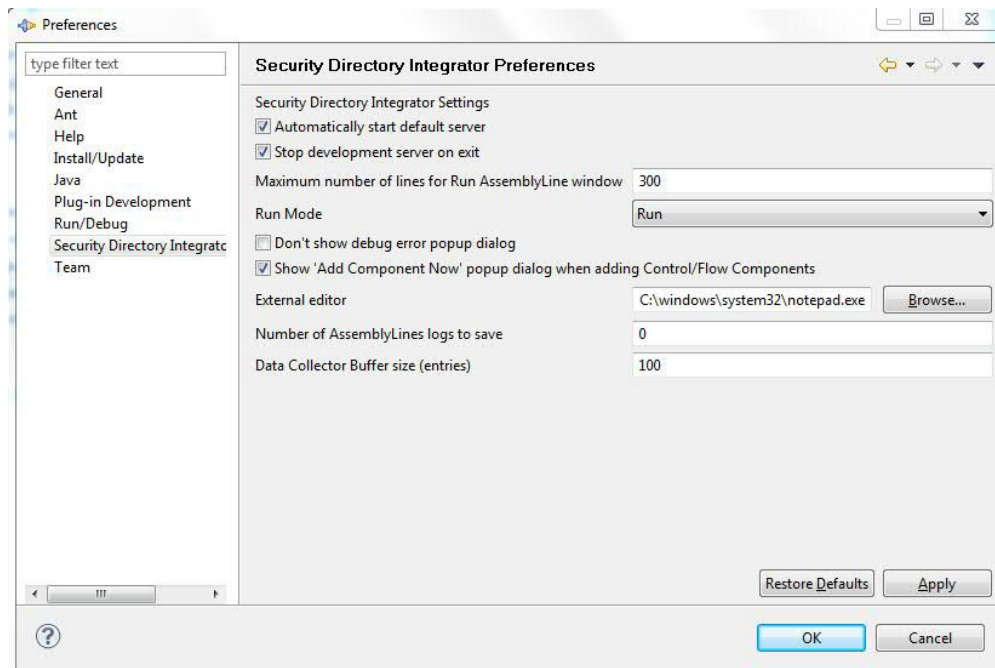 Preferences
type filter text
General
Ant
Help
Install/Update
Java
Plug-in Development
Run/Debug
Security Directory Integratc
Team
Security Directory Integrator Preferences
Security Directory Integrator Settings
Automatically start default server
Stop development server on exit
Maximum number of lines for Run AssemblyLine window 300
Run Mode Run
Don't show debug error popup dialog
Show 'Add Component Now' popup dialog when adding Control/Flow Components
External editor C:\windows\system32\notepad.exe Browse...
Number of AssemblyLines logs to save 0
Data Collector Buffer size (entries) 100
Restore Defaults Apply
? OK Cancel